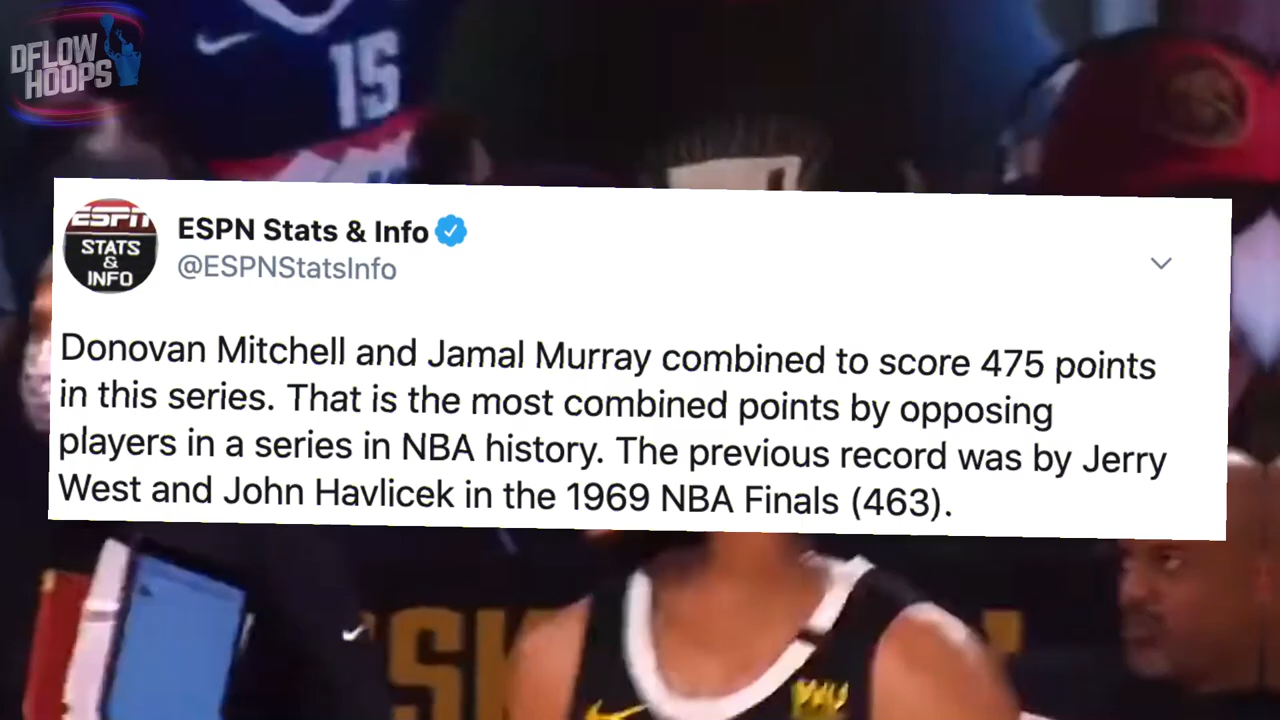 DFLOW
HOOPS
15
ESPN
STATS
&
INFO
ESPN Stats & Info
@ESPNStatsInfo
Donovan Mitchell and Jamal Murray combined to score 475 points
in this series. That is the most combined points by opposing
players in a series in NBA history. The previous record was by Jerry
West and John Havlicek in the 1969 NBA Finals (463).